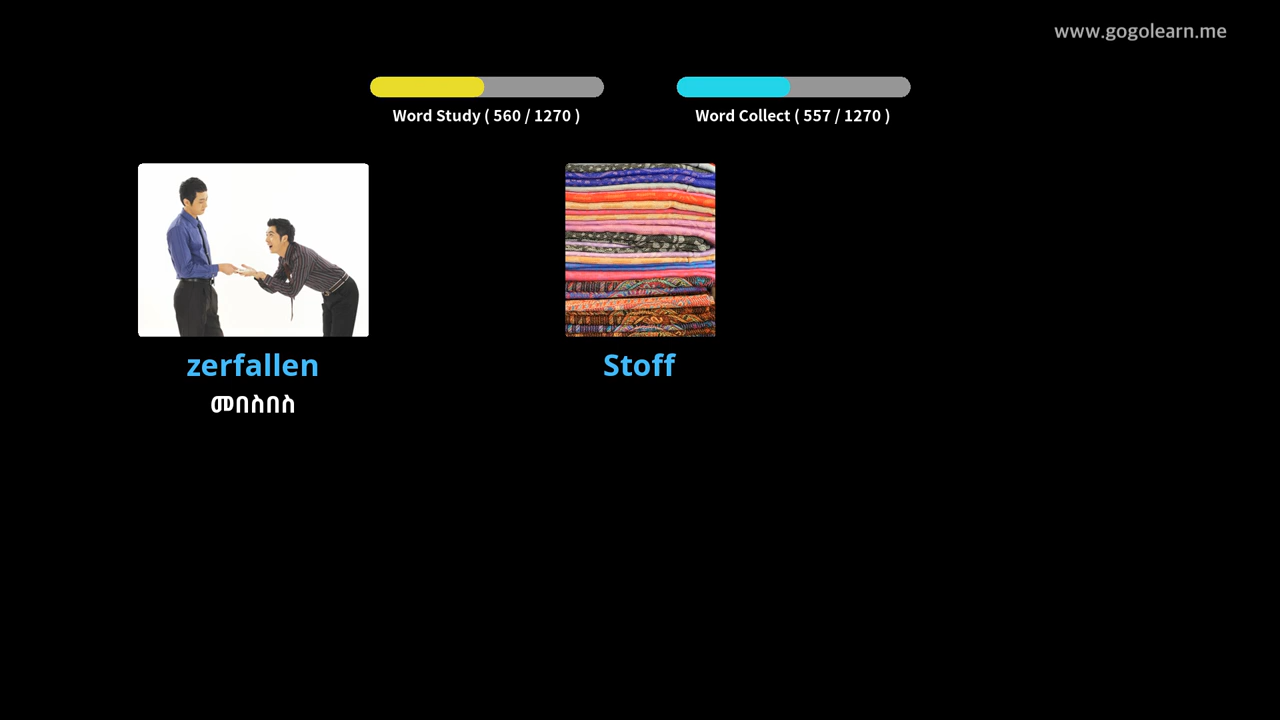 www.gogolearn.me
Word Study ( 560 / 1270 )
Word Collect ( 557 / 1270 )
zerfallen
መበስበስ
Stoff